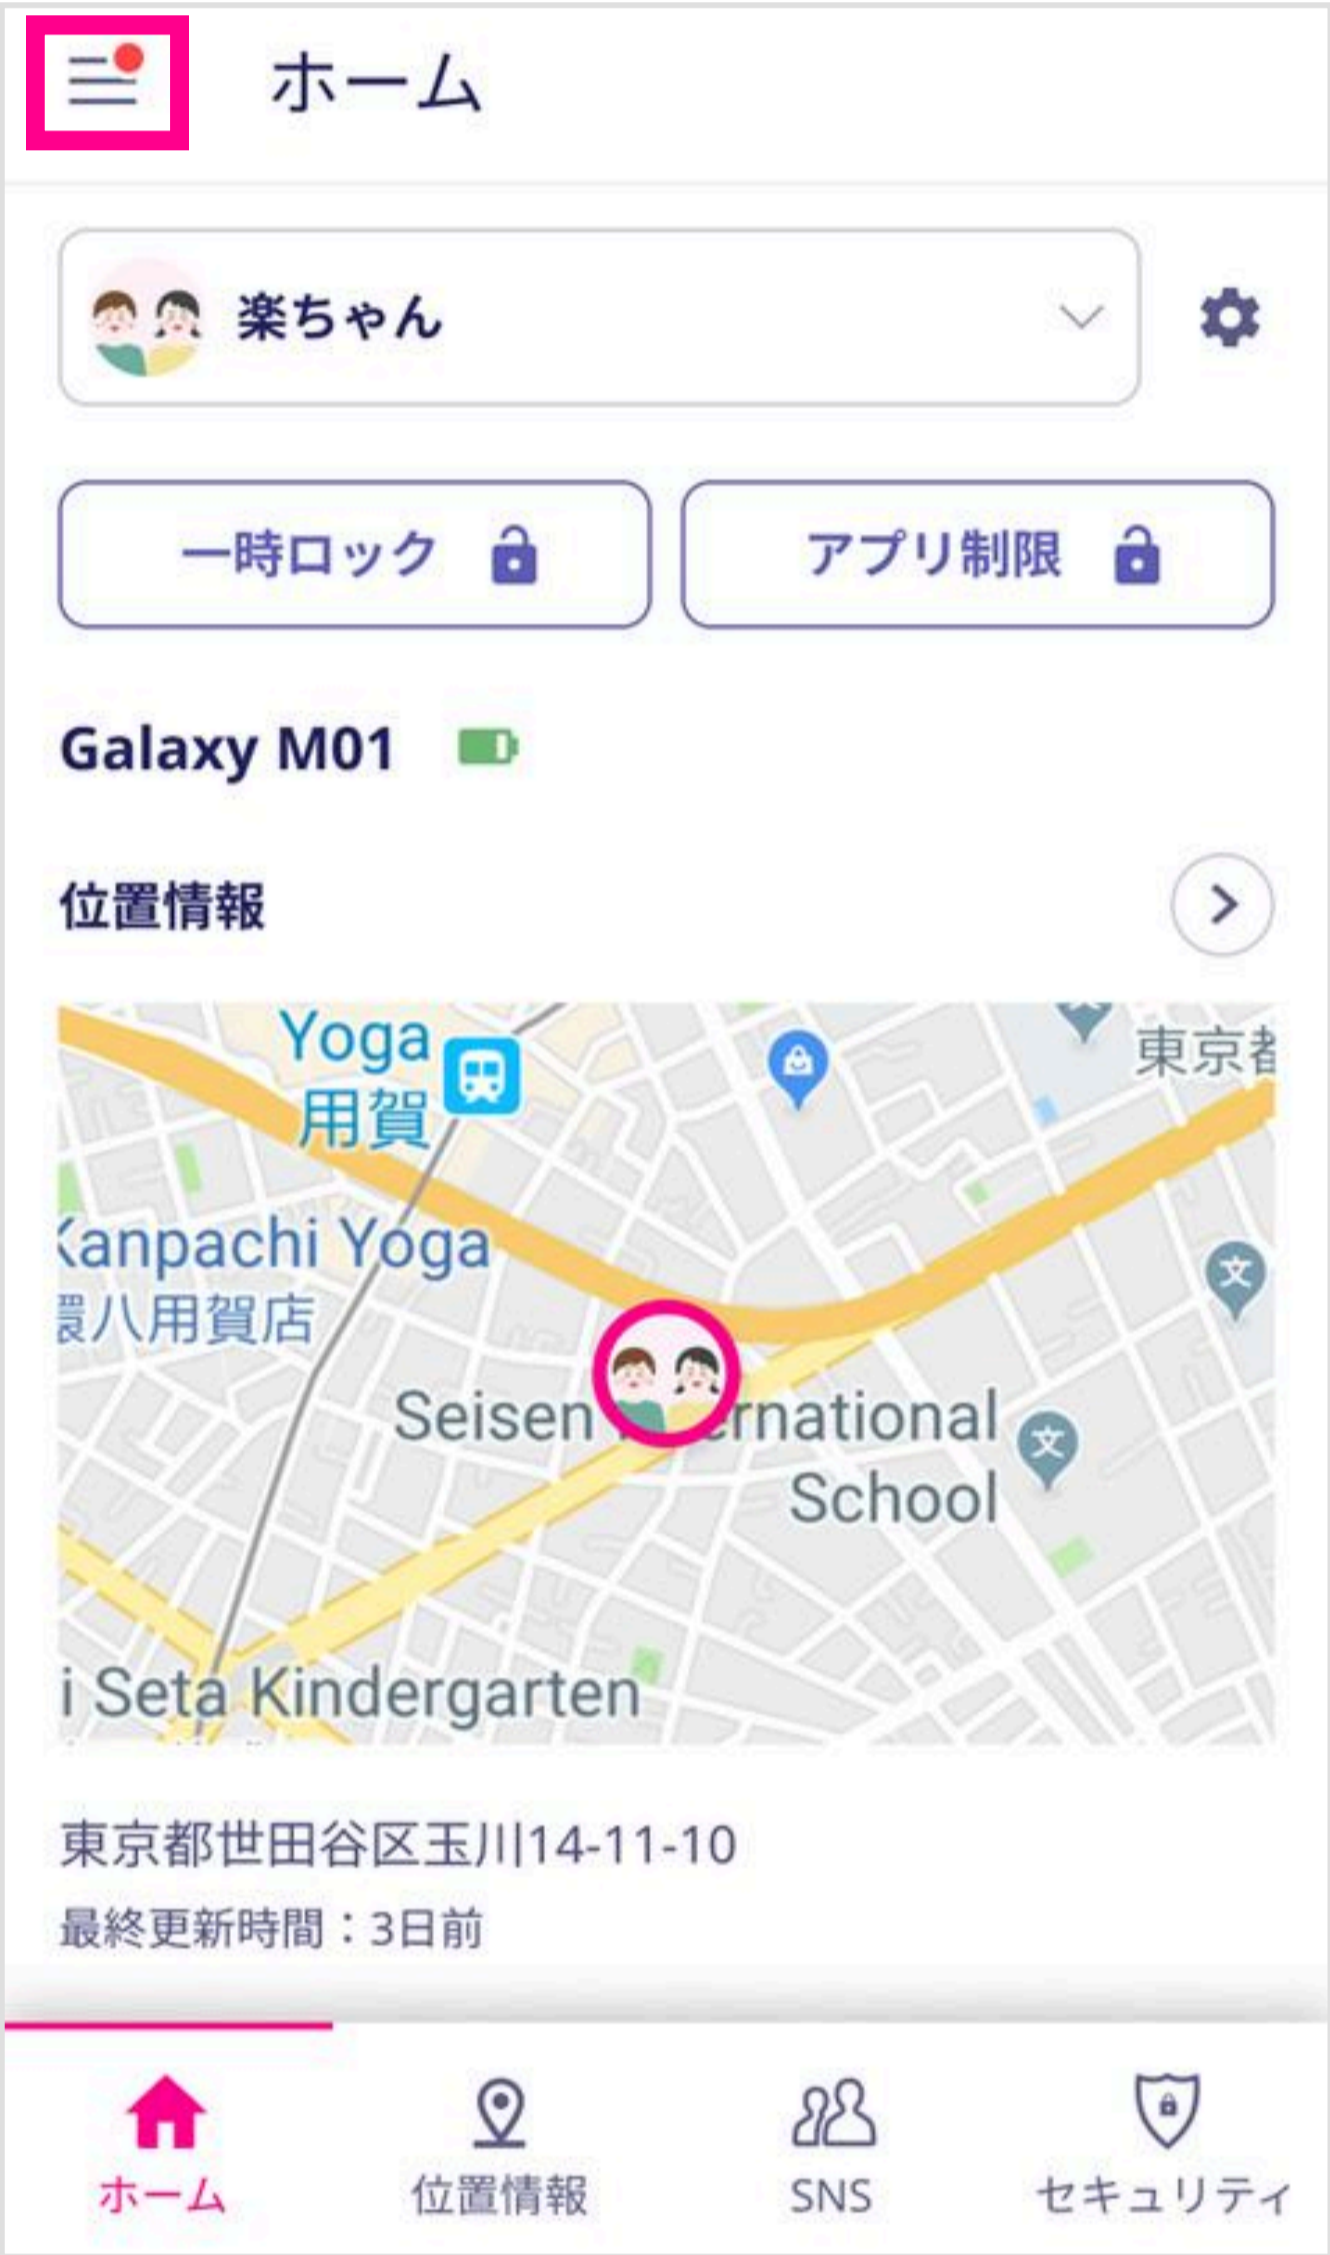 ホーム
楽ちゃん
一時ロック
アプリ制限
Galaxy M01
位置情報
Yoga
用賀
東京都
Kanpachi Yoga
環八用賀店
Seisen International
School
i Seta Kindergarten
東京都世田谷区玉川14-11-10
最終更新時間：3日前
ホーム
位置情報
SNS
セキュリティ